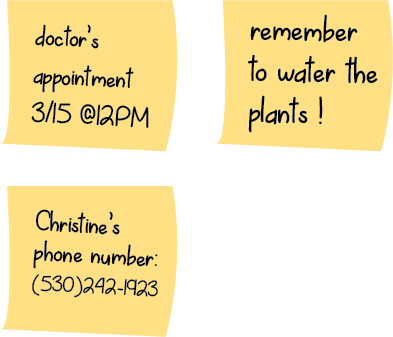 doctor's
appointment
3/15 @12PM
remember
to water the
plants !
Christine's
phone number:
(530)242-1923